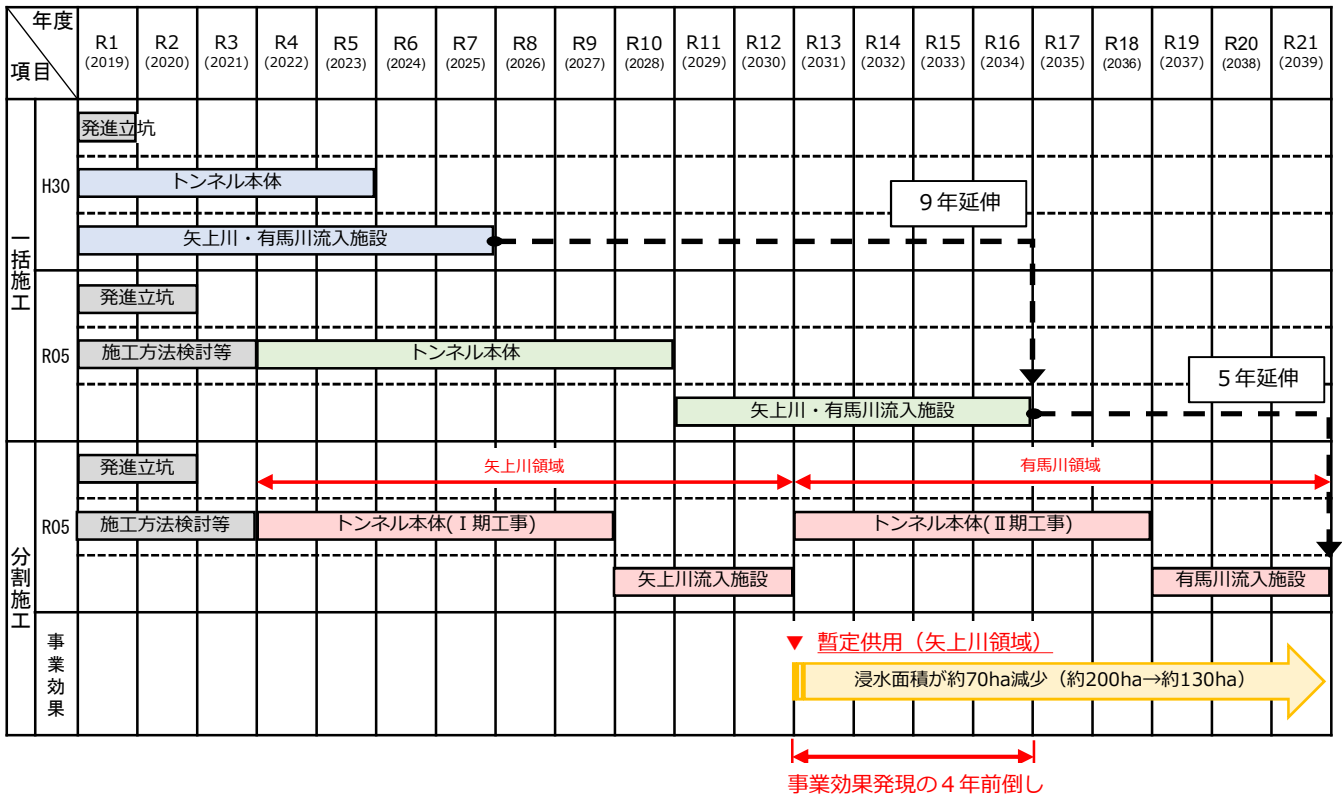 年度
項目
R1 R2 R3 R4 R5 R6 R7 R8 R9 R10 R11 R12 R13 R14 R15 R16 R17 R18 R19 R20 R21
(2019) (2020) (2021) (2022) (2023) (2024) (2025) (2026) (2027) (2028) (2029) (2030) (2031) (2032) (2033) (2034) (2035) (2036) (2037) (2038) (2039)
一括施工
H30
発進立坑
トンネル本体
矢上川・有馬川流入施設
9年延伸
R05
発進立坑
施工方法検討等
トンネル本体
矢上川・有馬川流入施設
5年延伸
分割施工
R05
発進立坑
矢上川領域
有馬川領域
施工方法検討等
トンネル本体(Ⅰ期工事)
トンネル本体(Ⅱ期工事)
矢上川流入施設
有馬川流入施設
事業効果
▼ 暫定供用(矢上川領域)
浸水面積が約70ha減少(約200ha→約130ha)
事業効果発現の4年前倒し